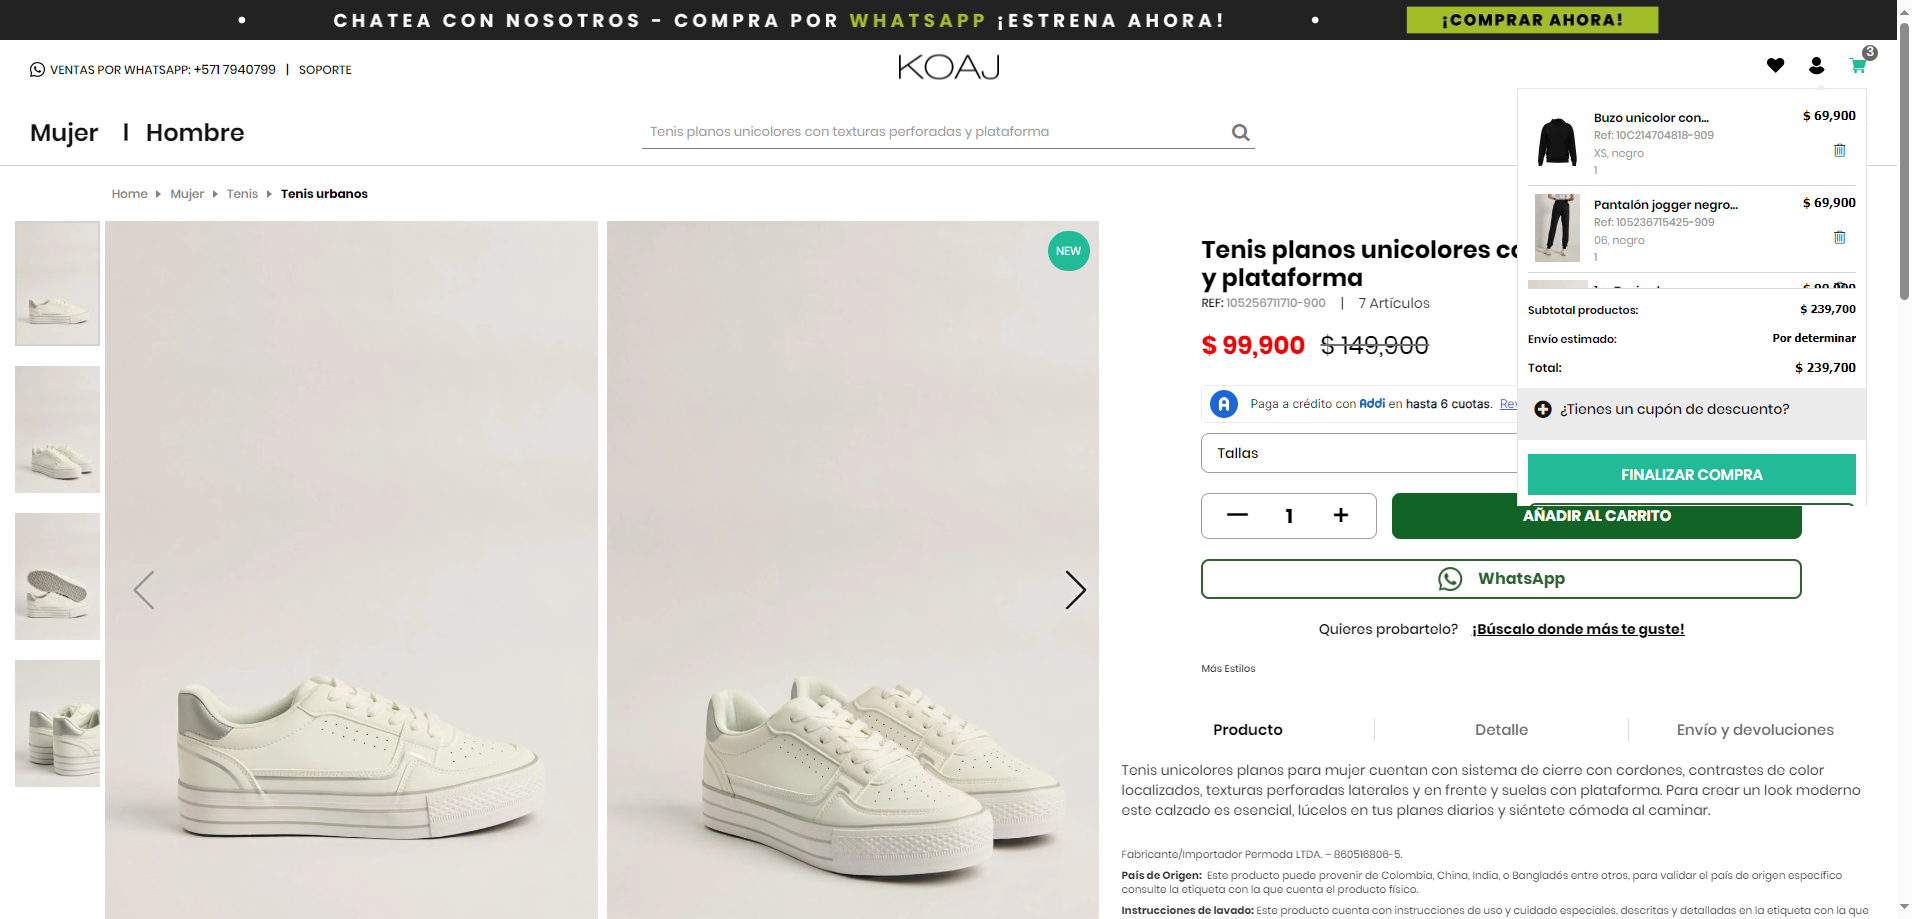 CHATEA CON NOSOTROS - COMPRA POR WHATSAPP ¡ESTRENA AHORA!
¡COMPRAR AHORA!
VENTAS POR WHATSAPP: +571 7940799 | SOPORTE
KOAJ
3
Mujer | Hombre
Tenis planos unicolores con texturas perforadas y plataforma
Home Mujer Tenis Tenis urbanos
NEW
Tenis planos unicolores
y plataforma
REF: 105256711710-900 | 7 Artículos
$ 99,900 $ 149,900
Paga a crédito con Addi en hasta 6 cuotas.
Tallas
1
AÑADIR AL CARRITO
WhatsApp
Quieres probartelo? ¡Búscalo donde más te guste!
Más Estilos
Producto
Detalle
Envío y devoluciones
Tenis unicolores planos para mujer cuentan con sistema de cierre con cordones, contrastes de color
localizados, texturas perforadas laterales y en frente y suelas con plataforma. Para crear un look moderno
este calzado es esencial, lúcelos en tus planes diarios y siéntete cómoda al caminar.
Fabricante/Importador Permoda LTDA. – 860516806-5.
País de Origen: Este producto puede provenir de Colombia, China, India, o Bangladés entre otros, para validar el país de origen específico
consulte la etiqueta con la que cuenta el producto físico.
Instrucciones de lavado: Este producto cuenta con instrucciones de uso y cuidado especiales, descritas y detalladas en la etiqueta con la que
Buzo unicolor con...
$ 69,900
Ref: 10C214704818-909
XS, negro
1
Pantalón jogger negro...
$ 69,900
Ref: 105236715425-909
06, negro
1
Subtotal productos: $ 239,700
Envío estimado: Por determinar
Total: $ 239,700
¿Tienes un cupón de descuento?
FINALIZAR COMPRA